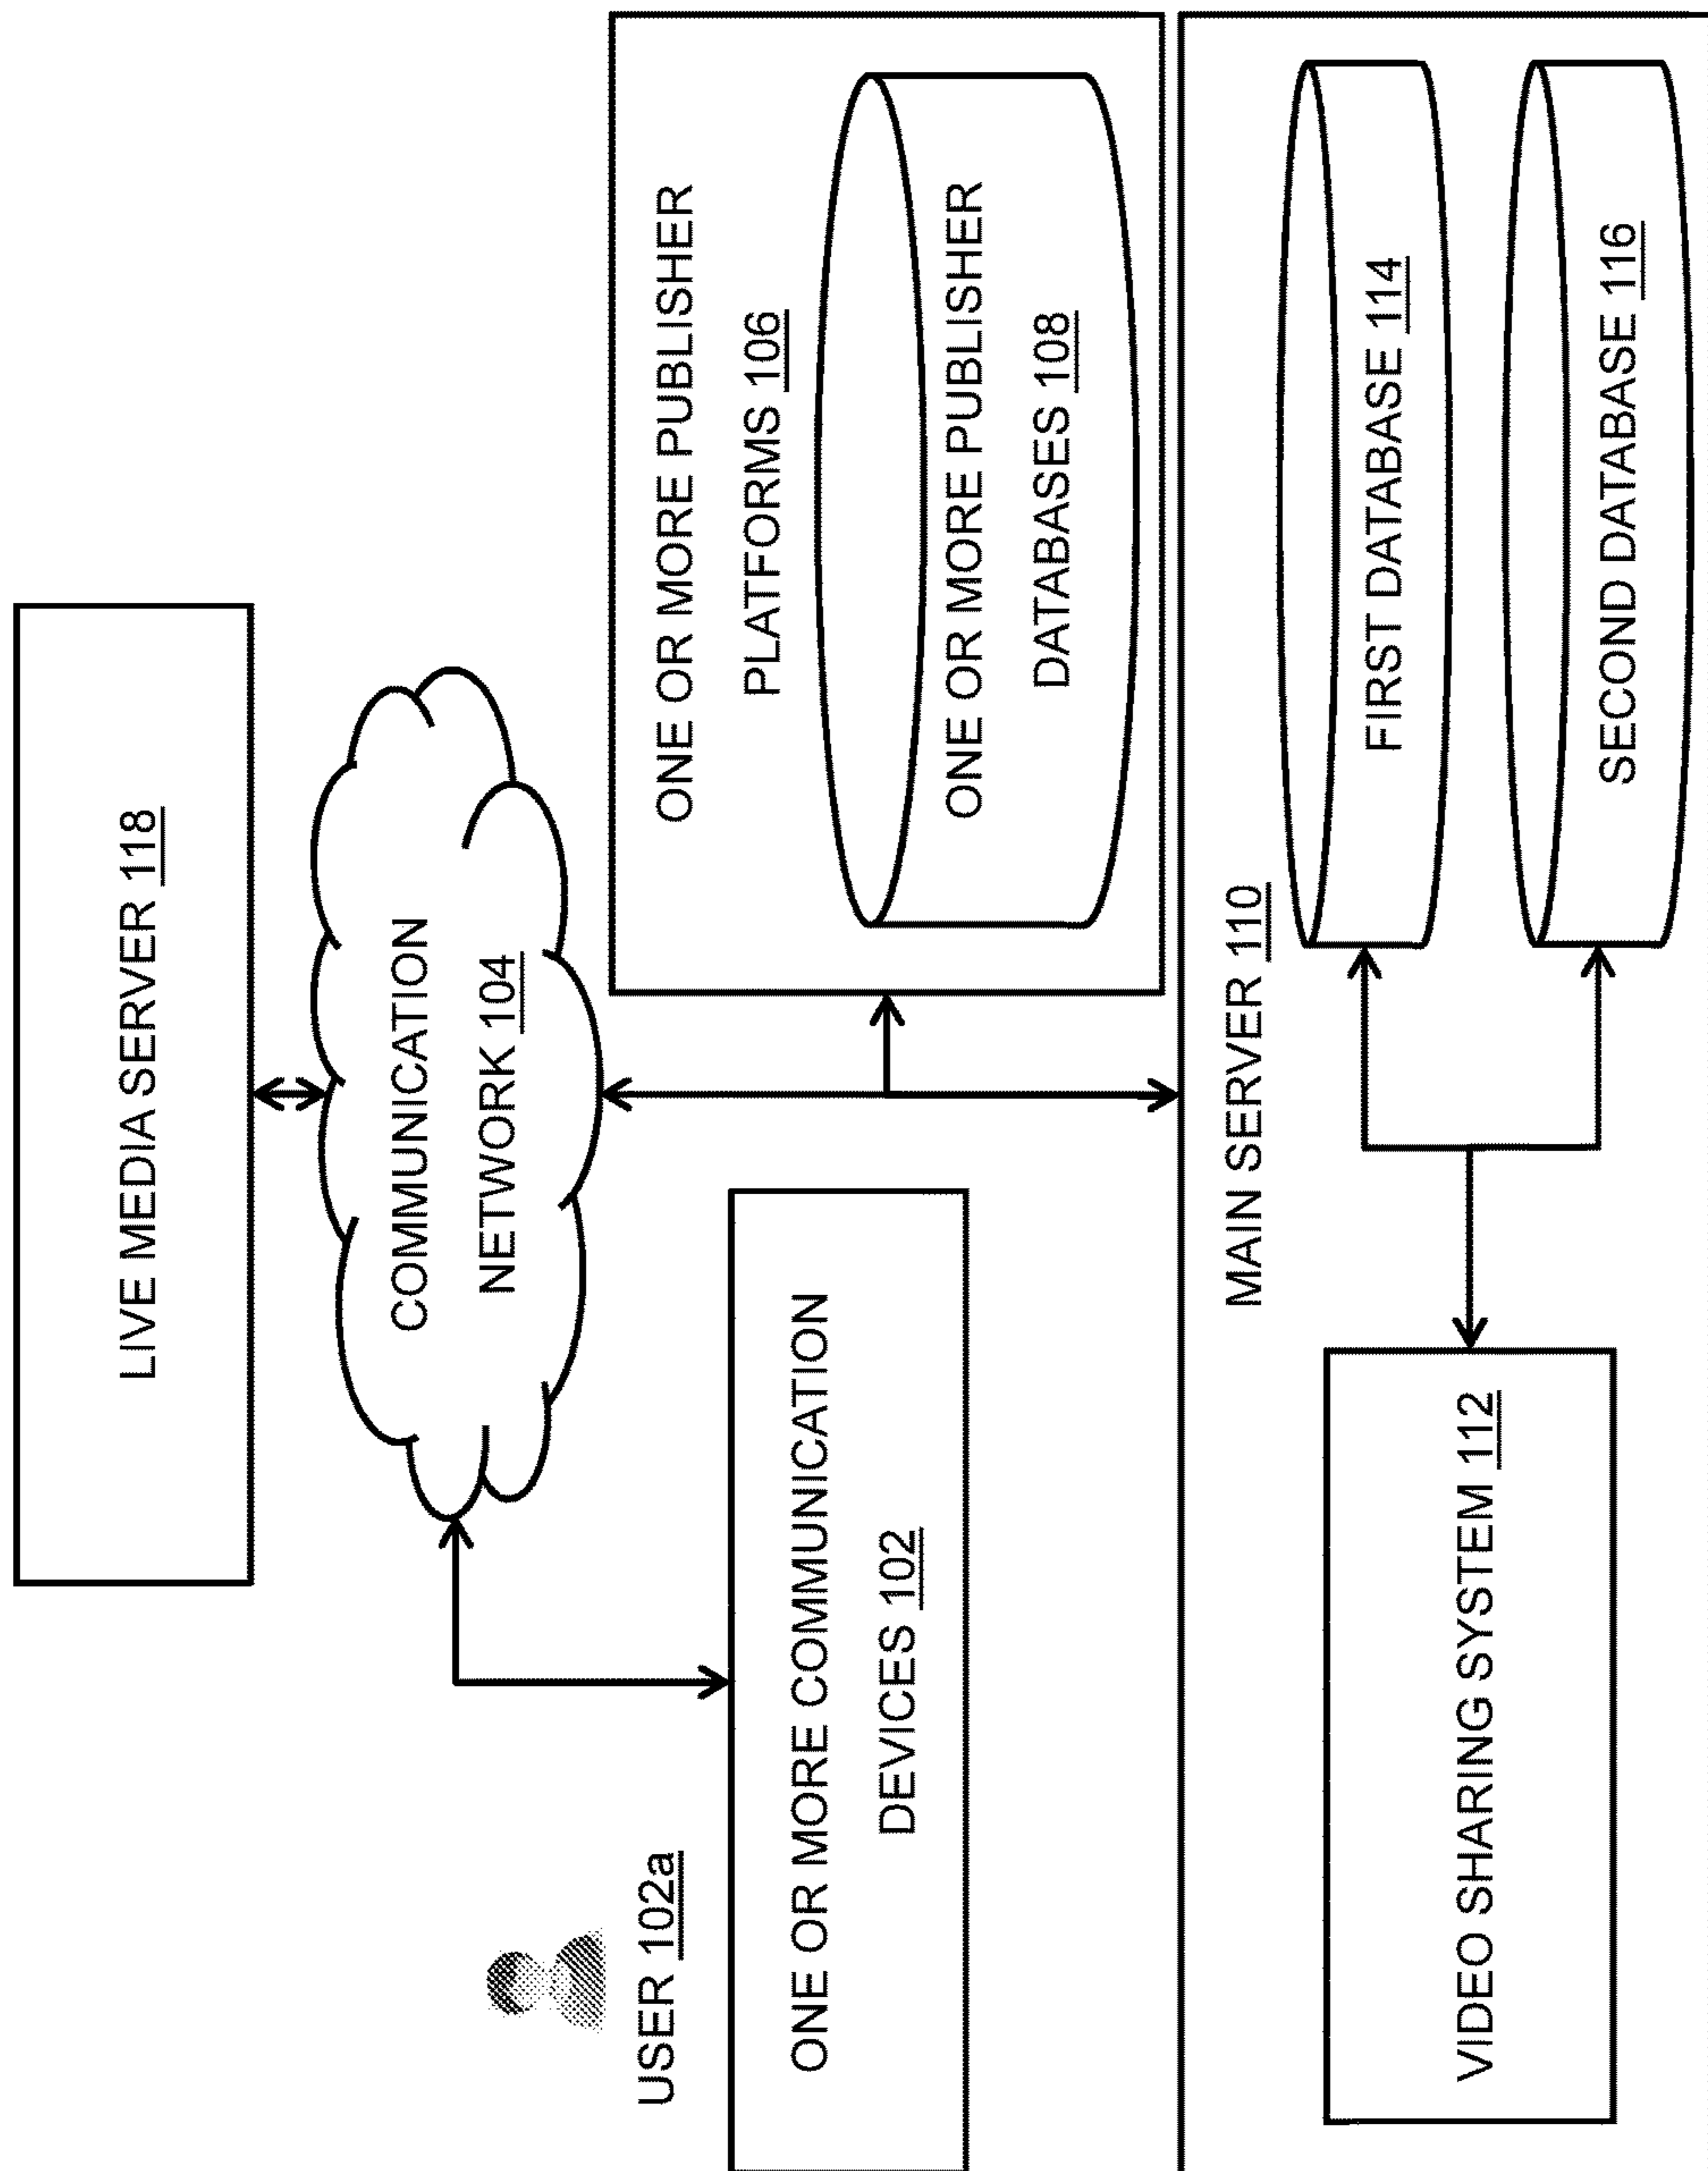 LIVE MEDIA SERVER 118
COMMUNICATION
NETWORK 104
USER 102a
ONE OR MORE COMMUNICATION
DEVICES 102
ONE OR MORE PUBLISHER
PLATFORMS 106
ONE OR MORE PUBLISHER
DATABASES 108
MAIN SERVER 110
VIDEO SHARING SYSTEM 112
FIRST DATABASE 114
SECOND DATABASE 116